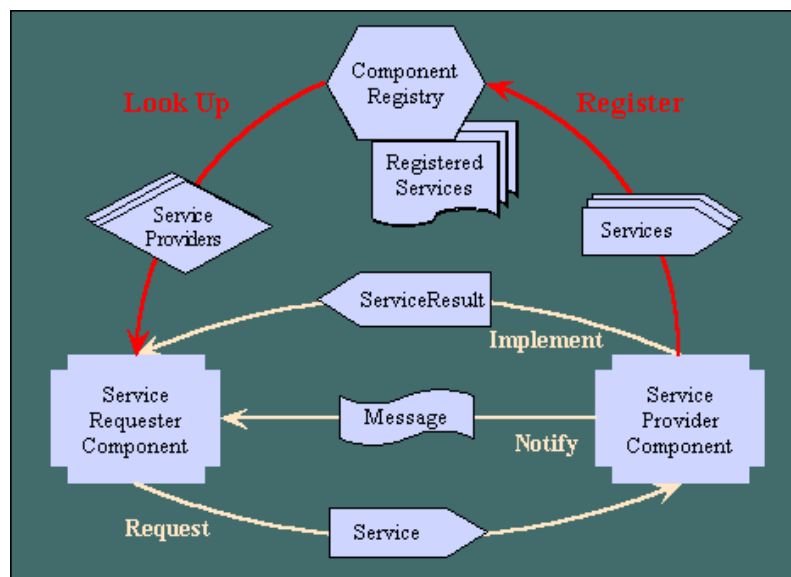 Component
Registry
Look Up
Register
Registered
Services
Service
Providers
Services
ServiceResult
Implement
Service
Requester
Component
Message
Notify
Service
Provider
Component
Request
Service